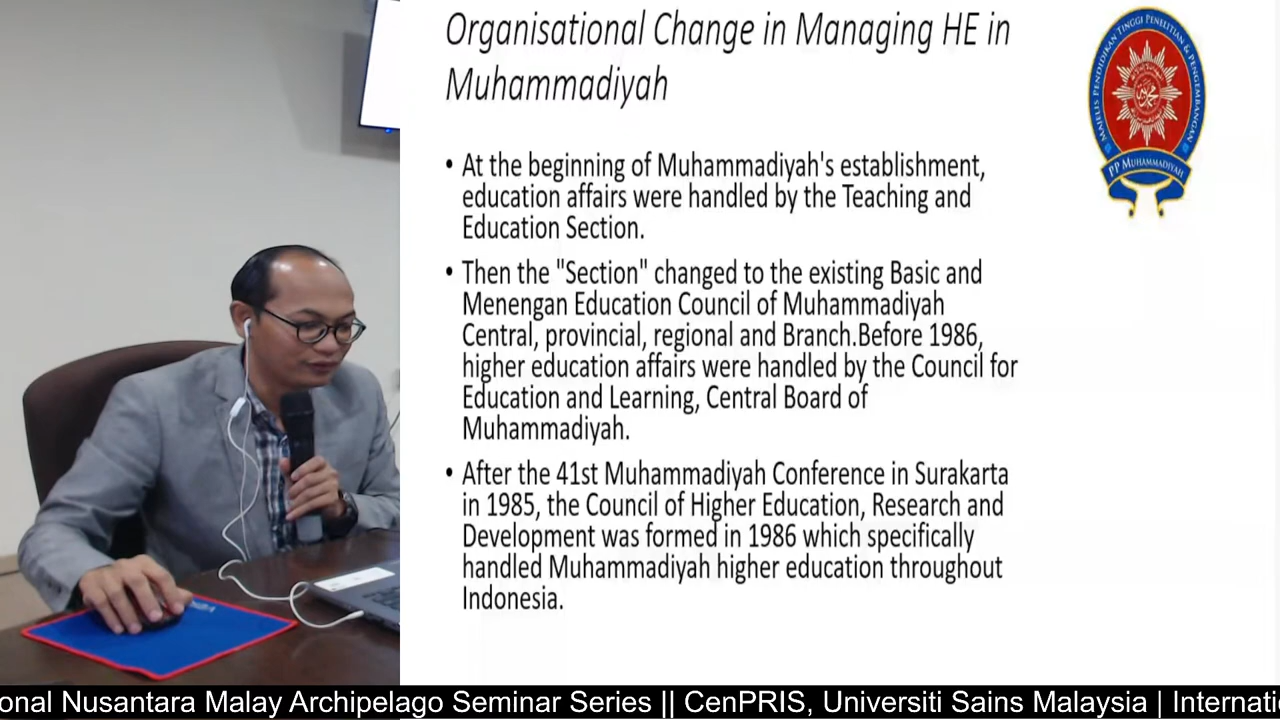 Organisational Change in Managing HE in
Muhammadiyah
• At the beginning of Muhammadiyah's establishment,
education affairs were handled by the Teaching and
Education Section.
• Then the "Section" changed to the existing Basic and
Menengan Education Council of Muhammadiyah
Central, provincial, regional and Branch.Before 1986,
higher education affairs were handled by the Council for
Education and Learning, Central Board of
Muhammadiyah.
• After the 41st Muhammadiyah Conference in Surakarta
in 1985, the Council of Higher Education, Research and
Development was formed in 1986 which specifically
handled Muhammadiyah higher education throughout
Indonesia.
MAJELIS PENDIDIKAN TINGGI PENELITIAN & PENGEMBANGAN
PP MUHAMMADIYAH
onal Nusantara Malay Archipelago Seminar Series || CenPRIS, Universiti Sains Malaysia | Internati